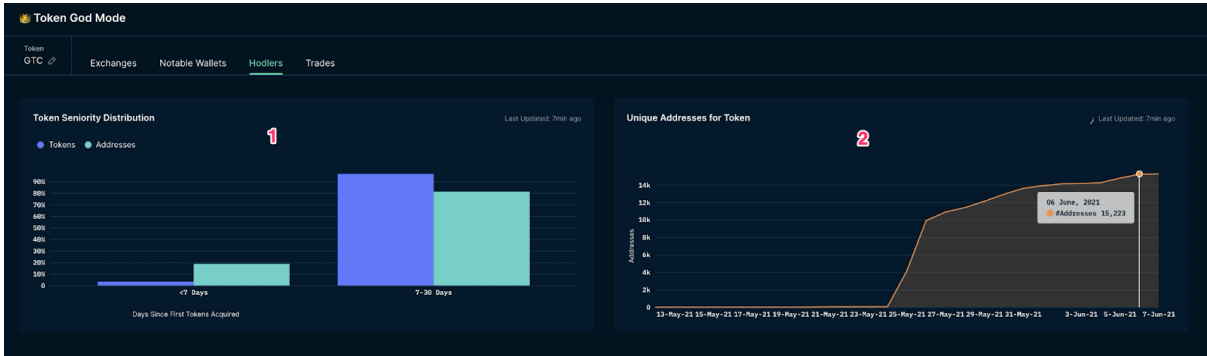 Token God Mode
Token
GTC
Exchanges Notable Wallets Hodlers Trades
Token Seniority Distribution
Last Updated: 7min ago
1
Tokens Addresses
90%
80%
70%
60%
50%
40%
30%
20%
10%
0
<7 Days 7-30 Days
Days Since First Tokens Acquired
Unique Addresses for Token
Last Updated: 7min ago
2
14k
12k
10k
8k
6k
4k
2k
0
Addresses
06 June, 2021
#Addresses 15,223
13-May-21 15-May-21 17-May-21 19-May-21 21-May-21 23-May-21 25-May-21 27-May-21 29-May-21 31-May-21 3-Jun-21 5-Jun-21 7-Jun-21